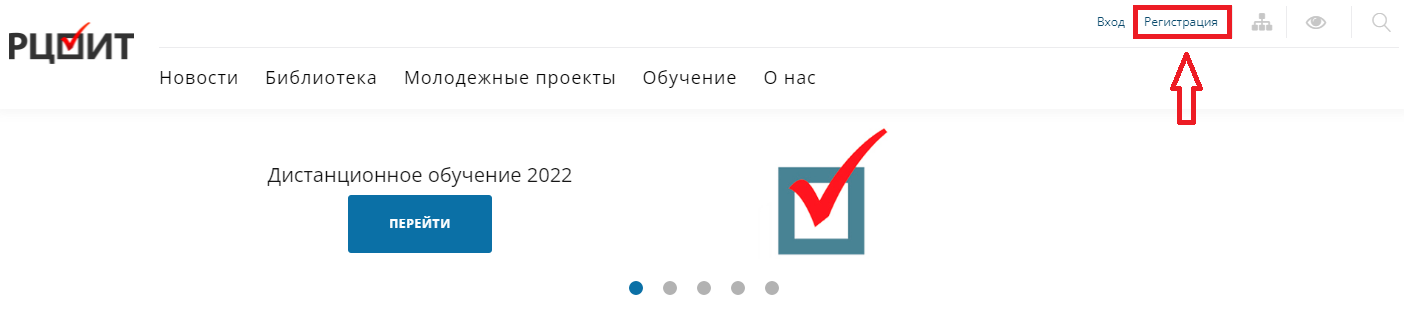 Вход Регистрация
РЦОИТ
Новости Библиотека Молодежные проекты Обучение О нас
Дистанционное обучение 2022
ПЕРЕЙТИ